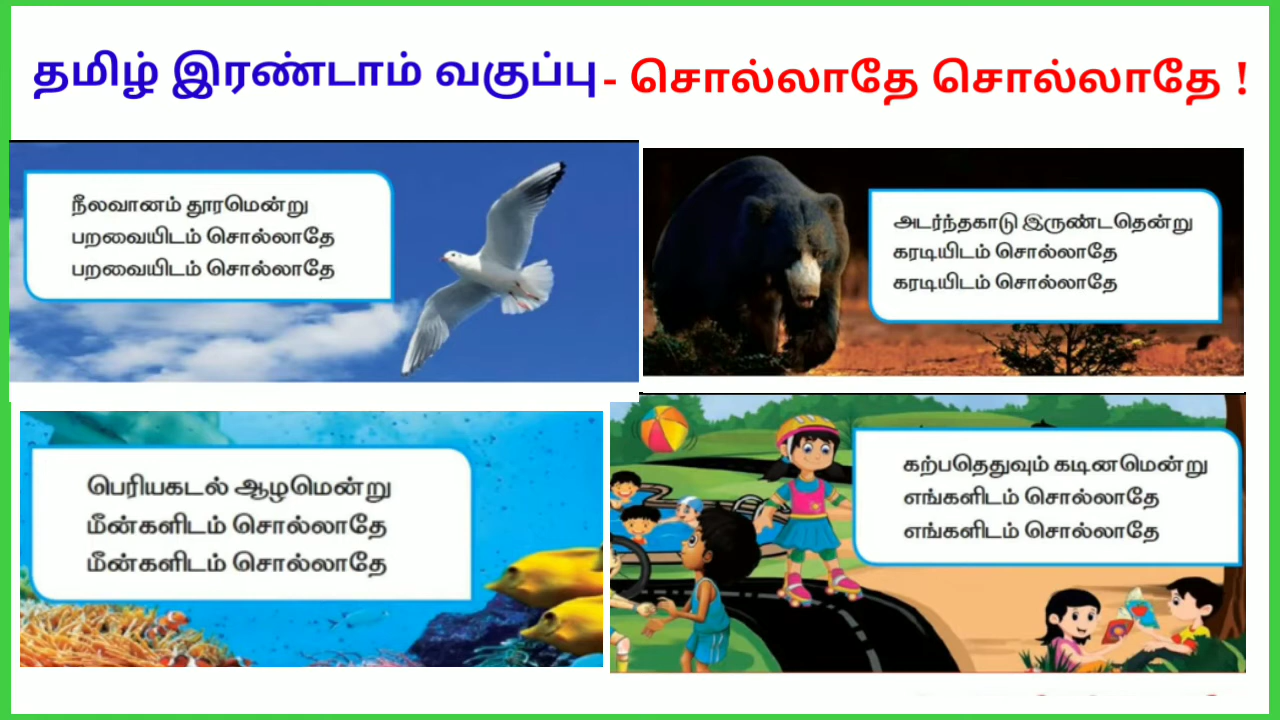 தமிழ் இரண்டாம் வகுப்பு - சொல்லாதே சொல்லாதே !
நீலவானம் தூரமென்று
பறவையிடம் சொல்லாதே
பறவையிடம் சொல்லாதே
அடர்ந்தகாடு இருண்டதென்று
கரடியிடம் சொல்லாதே
கரடியிடம் சொல்லாதே
பெரியகடல் ஆழமென்று
மீன்களிடம் சொல்லாதே
மீன்களிடம் சொல்லாதே
கற்பதெதுவும் கடினமென்று
எங்களிடம் சொல்லாதே
எங்களிடம் சொல்லாதே